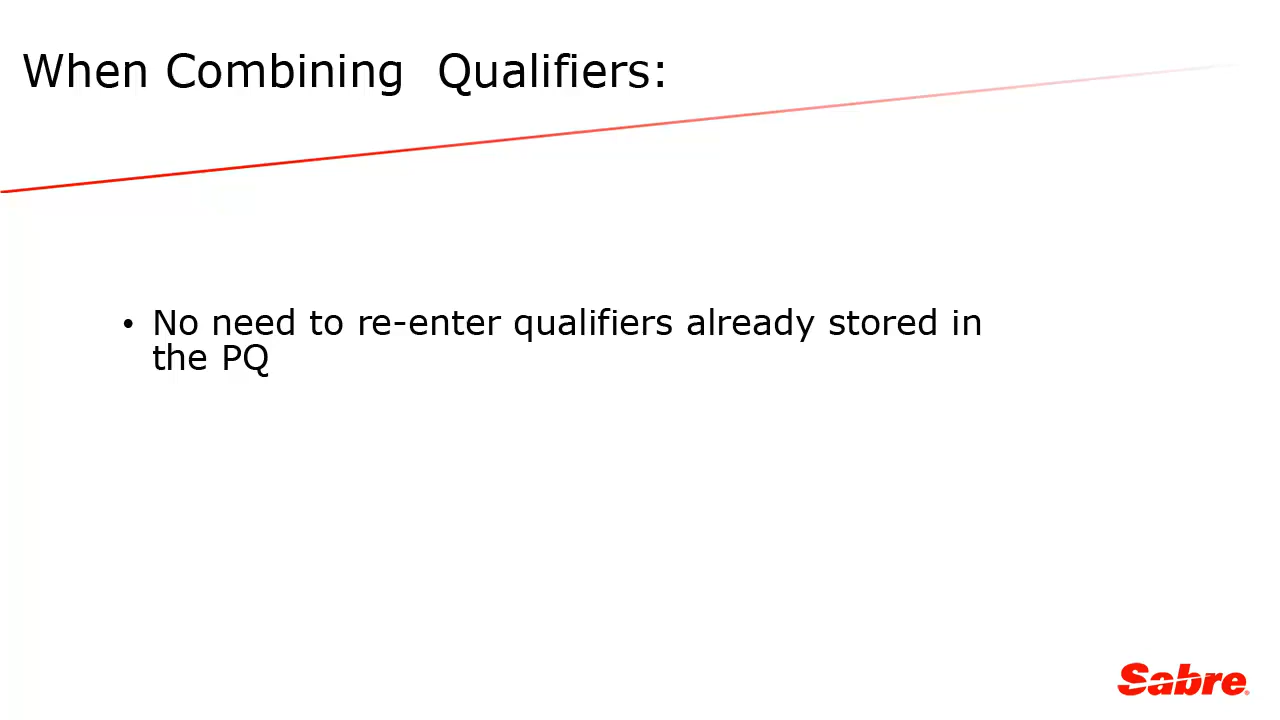 When Combining  Qualifiers:
• No need to re-enter qualifiers already stored in
the PQ
Sabre